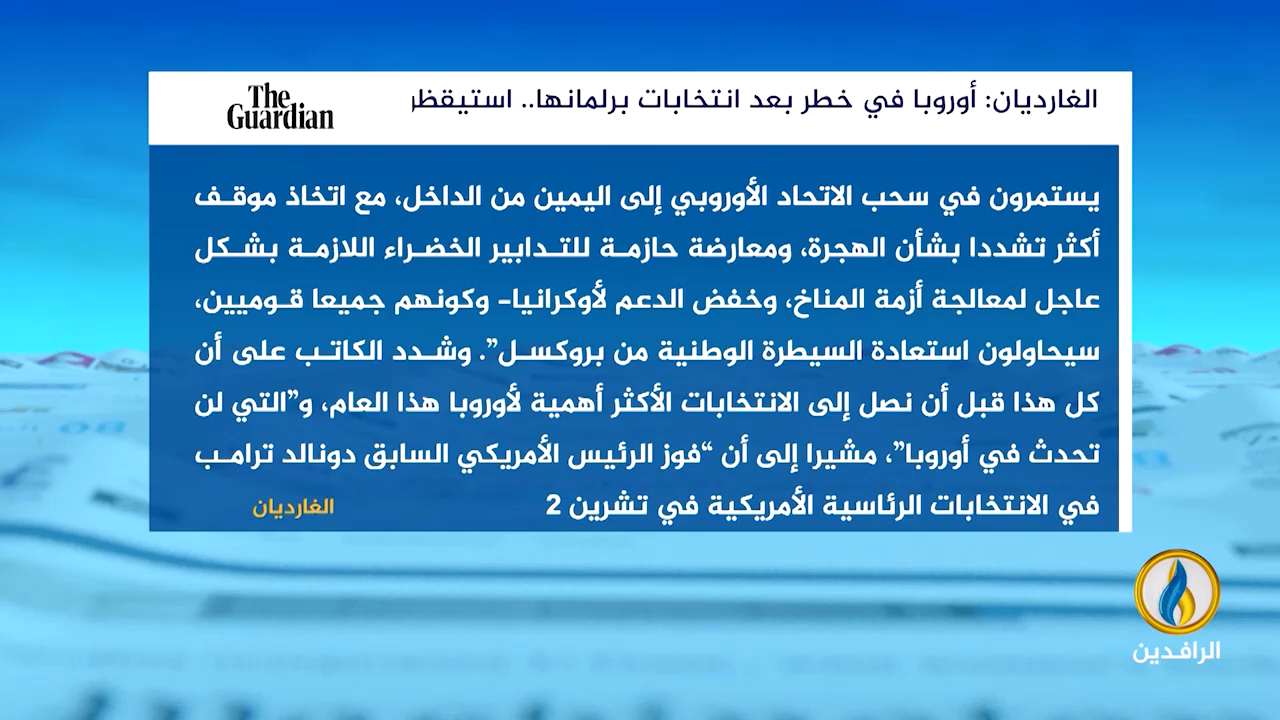 الغارديان: أوروبا في خطر بعد انتخابات برلمانها.. استيقظر
The
Guardian
يستمرون في سحب الاتحاد الأوروبي إلى اليمين من الداخل، مع اتخاذ موقف
أكثر تشددا بشأن الهجرة، ومعارضة حازمة للتدابير الخضراء اللازمة بشكل
عاجل لمعالجة أزمة المناخ، وخفض الدعم لأوكرانيا- وكونهم جميعا قوميين،
سيحاولون استعادة السيطرة الوطنية من بروكسل”. وشدد الكاتب على أن
كل هذا قبل أن نصل إلى الانتخابات الأكثر أهمية لأوروبا هذا العام، و”التي لن
تحدث في أوروبا”، مشيرا إلى أن “فوز الرئيس الأمريكي السابق دونالد ترامب
في الانتخابات الرئاسية الأمريكية في تشرين 2
الغارديان
الرافدين